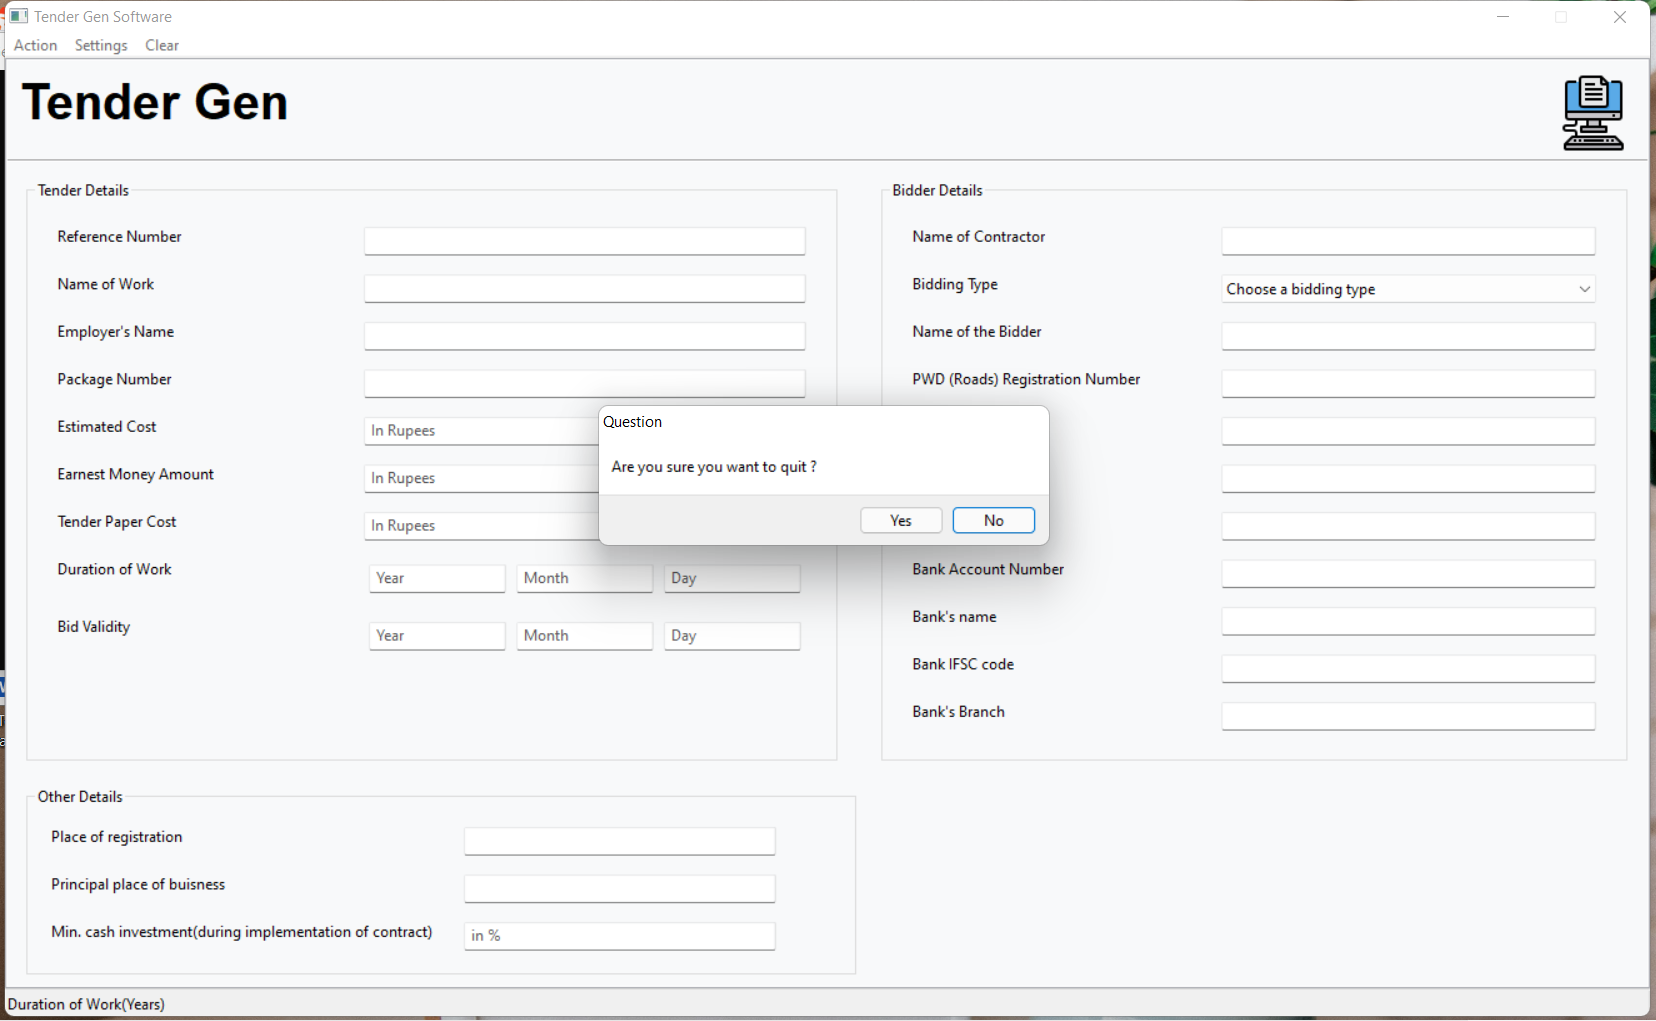 Tender Gen Software
Action Settings Clear
Tender Gen
Tender Details
Reference Number
Name of Work
Employer's Name
Package Number
Estimated Cost In Rupees
Earnest Money Amount In Rupees
Tender Paper Cost In Rupees
Duration of Work Year Month Day
Bid Validity Year Month Day
Bidder Details
Name of Contractor
Bidding Type Choose a bidding type
Name of the Bidder
PWD (Roads) Registration Number
Bank Account Number
Bank's name
Bank IFSC code
Bank's Branch
Question
Are you sure you want to quit ?
Yes No
Other Details
Place of registration
Principal place of buisness
Min. cash investment(during implementation of contract) in %
Duration of Work(Years)